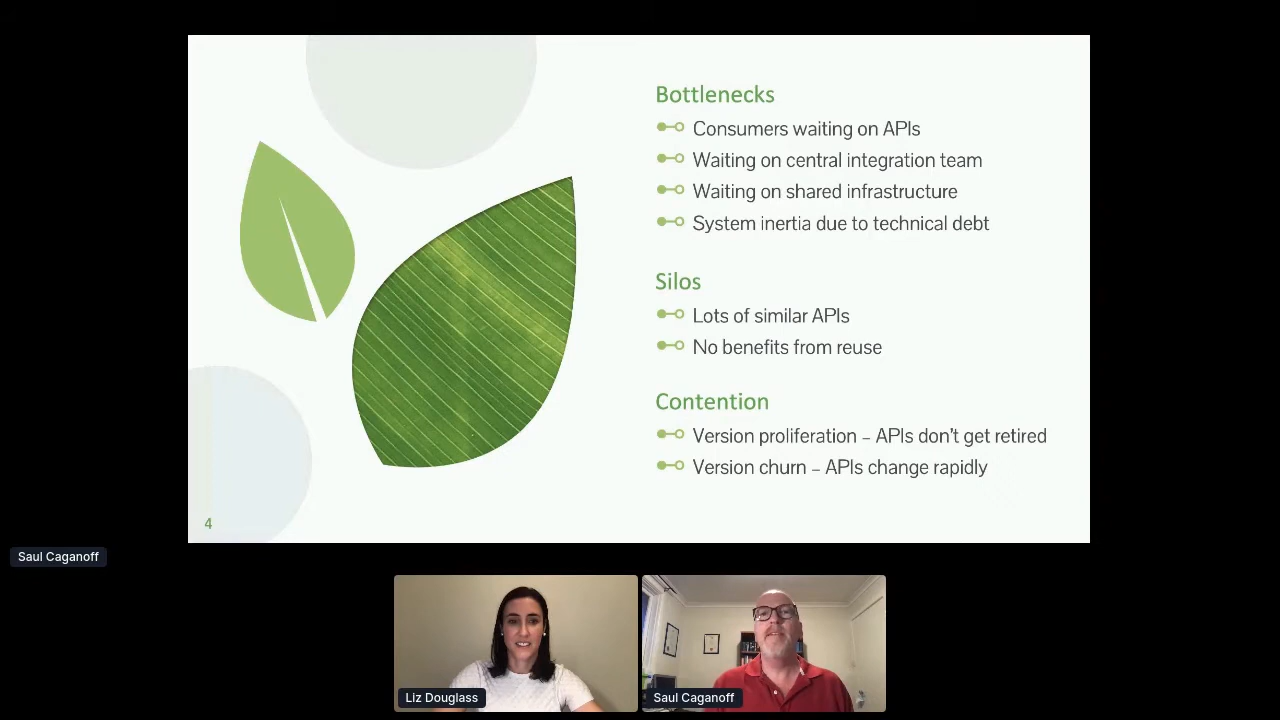 Bottlenecks
Consumers waiting on APIs
Waiting on central integration team
Waiting on shared infrastructure
System inertia due to technical debt
Silos
Lots of similar APIs
No benefits from reuse
Contention
Version proliferation – APIs don't get retired
Version churn – APIs change rapidly
4
Saul Caganoff
Liz Douglass
Saul Caganoff